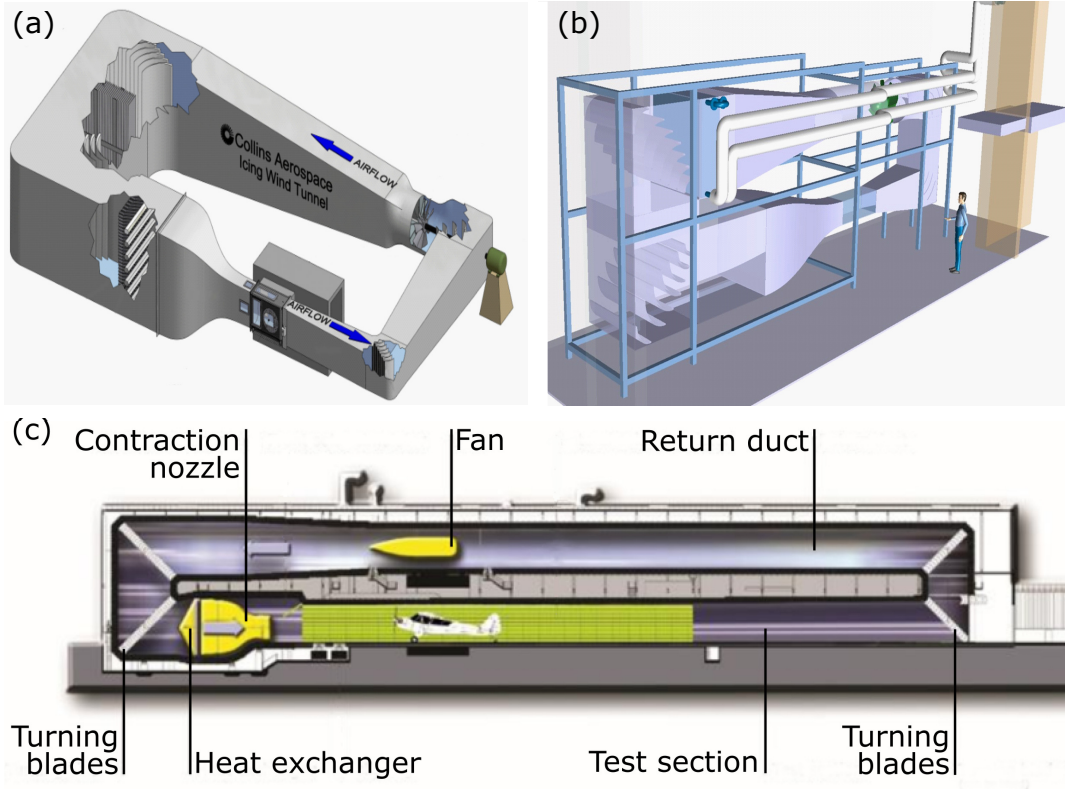 (a)
Collins Aerospace
Icing Wind Tunnel
AIRFLOW
AIRFLOW
(b)
(c)
Contraction
nozzle
Fan
Return duct
Turning
blades
Heat exchanger
Test section
Turning
blades